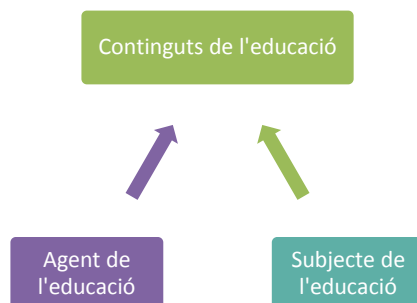 Continguts de l'educació
Agent de
l'educació
Subjecte de
l'educació